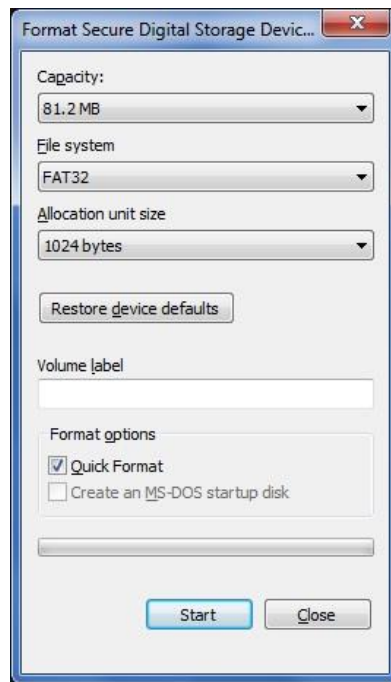 Format Secure Digital Storage Devic...
Capacity:
81.2 MB
File system
FAT32
Allocation unit size
1024 bytes
Restore device defaults
Volume label
Format options
Quick Format
Create an MS-DOS startup disk
Start Close